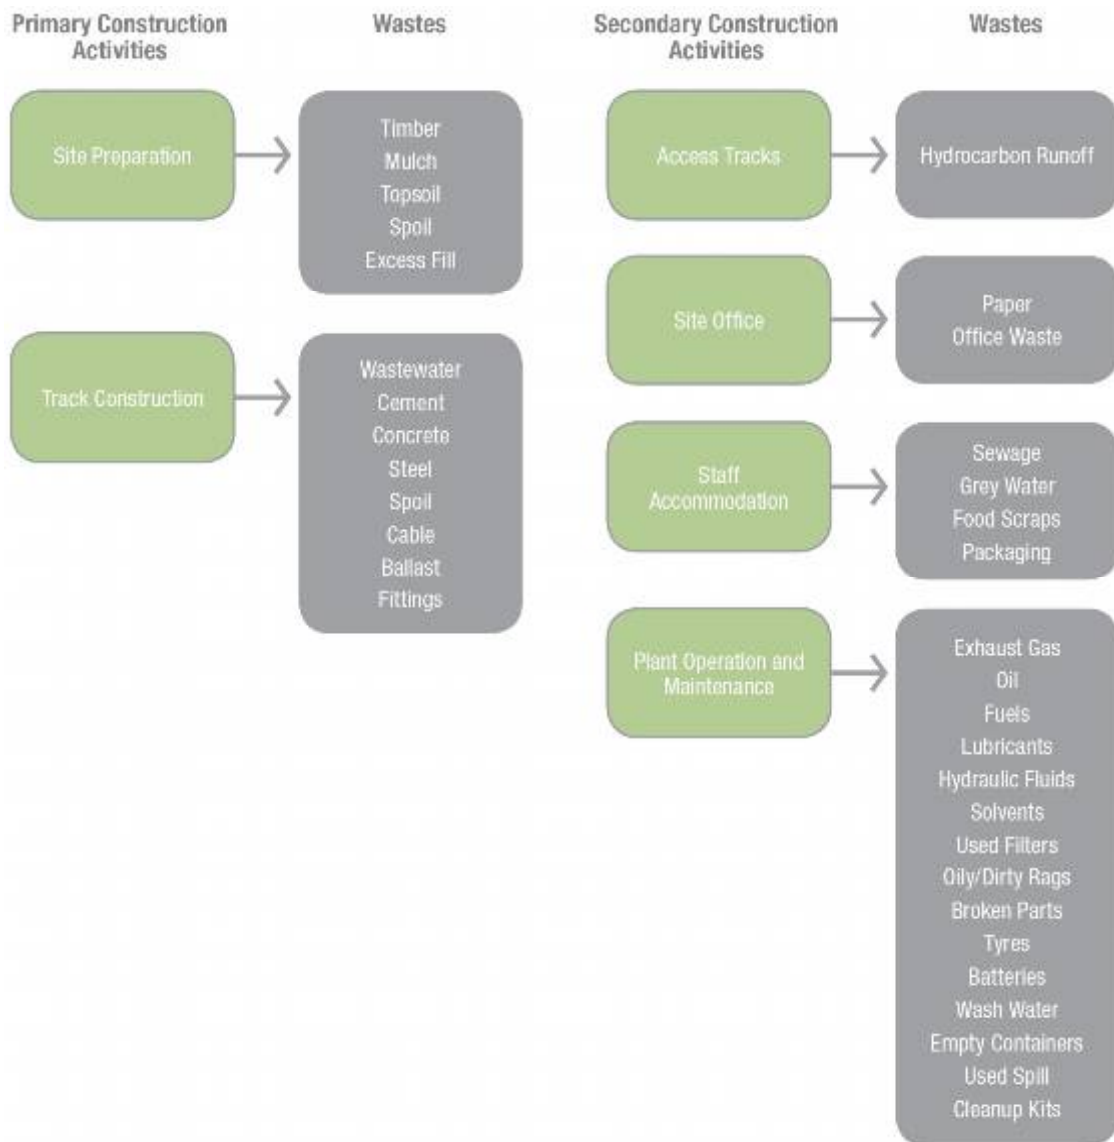 Primary Construction
Activities
Wastes
Secondary Construction
Activities
Wastes
Site Preparation
Timber
Mulch
Topsoil
Spoil
Excess Fill
Access Tracks
Hydrocarbon Runoff
Site Office
Paper
Office Waste
Track Construction
Wastewater
Cement
Concrete
Steel
Spoil
Cable
Ballast
Fittings
Staff
Accommodation
Sewage
Grey Water
Food Scraps
Packaging
Plant Operation and
Maintenance
Exhaust Gas
Oil
Fuels
Lubricants
Hydraulic Fluids
Solvents
Used Filters
Oily/Dirty Rags
Broken Parts
Tyres
Batteries
Wash Water
Empty Containers
Used Spill
Cleanup Kits